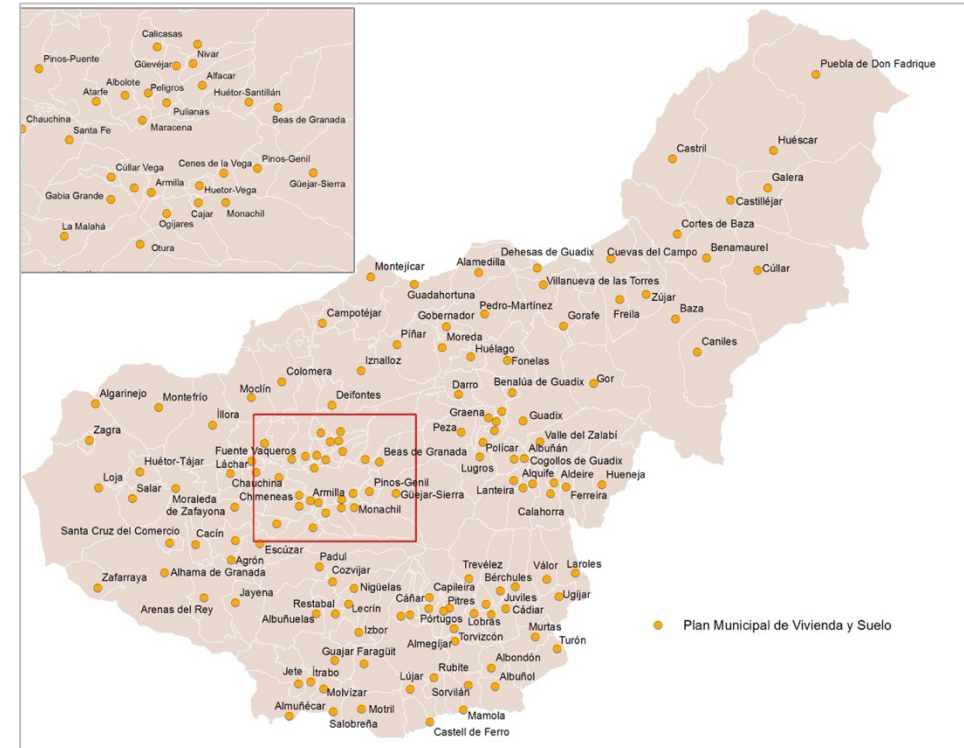 Calicasas
Nivar
Pinos-Puente
Güevéjar
Alfacar
Albolote
Peligros
Huétor-Santillán
Atarfe
Pulianas
Beas de Granada
Chauchina
Maracena
Santa Fe
Cúllar Vega
Cenes de la Vega
Pinos-Genil
Armilla
Huetor-Vega
Güejar-Sierra
Gabia Grande
Cajar
Monachil
Ogijares
La Malahá
Otura
Puebla de Don Fadrique
Huéscar
Castril
Galera
Castilléjar
Cortes de Baza
Dehesas de Guadix
Cuevas del Campo
Benamaurel
Alamedilla
Cúllar
Montejícar
Villanueva de las Torres
Guadahortuna
Zújar
Pedro-Martínez
Freila
Baza
Campotéjar
Gobernador
Gorafe
Píñar
Moreda
Caniles
Huélago
Iznalloz
Fonelas
Colomera
Gor
Darro
Benalúa de Guadix
Moclín
Algarinejo
Montefrío
Deifontes
Graena
Guadix
Íllora
Peza
Zagra
Valle del Zalabí
Fuente Vaqueros
Beas de Granada
Polícar
Albuñán
Huétor-Tájar
Láchar
Lugros
Cogollos de Guadix
Loja
Chauchina
Pinos-Genil
Alquife
Aldeire
Hueneja
Salar
Moraleda
de Zafayona
Chimeneas
Armilla
Güejar-Sierra
Lanteira
Ferreira
Monachil
Calahorra
Santa Cruz del Comercio
Cacín
Escúzar
Agrón
Padul
Trevélez
Válor
Laroles
Zafarraya
Alhama de Granada
Cozvijar
Bérchules
Nigüelas
Capileira
Jayena
Cáñar
Pitres
Juviles
Ugijar
Arenas del Rey
Restabal
Lecrín
Cádiar
Albuñuelas
Pórtugos
Lobras
Izbor
Murtas
Plan Municipal de Vivienda y Suelo
Almegíjar
Torvizcón
Turón
Guajar Faragüit
Albondón
Jete
Ítrabo
Rubite
Lújar
Albuñol
Molvízar
Sorvilán
Almuñécar
Motril
Mamola
Salobreña
Castell de Ferro